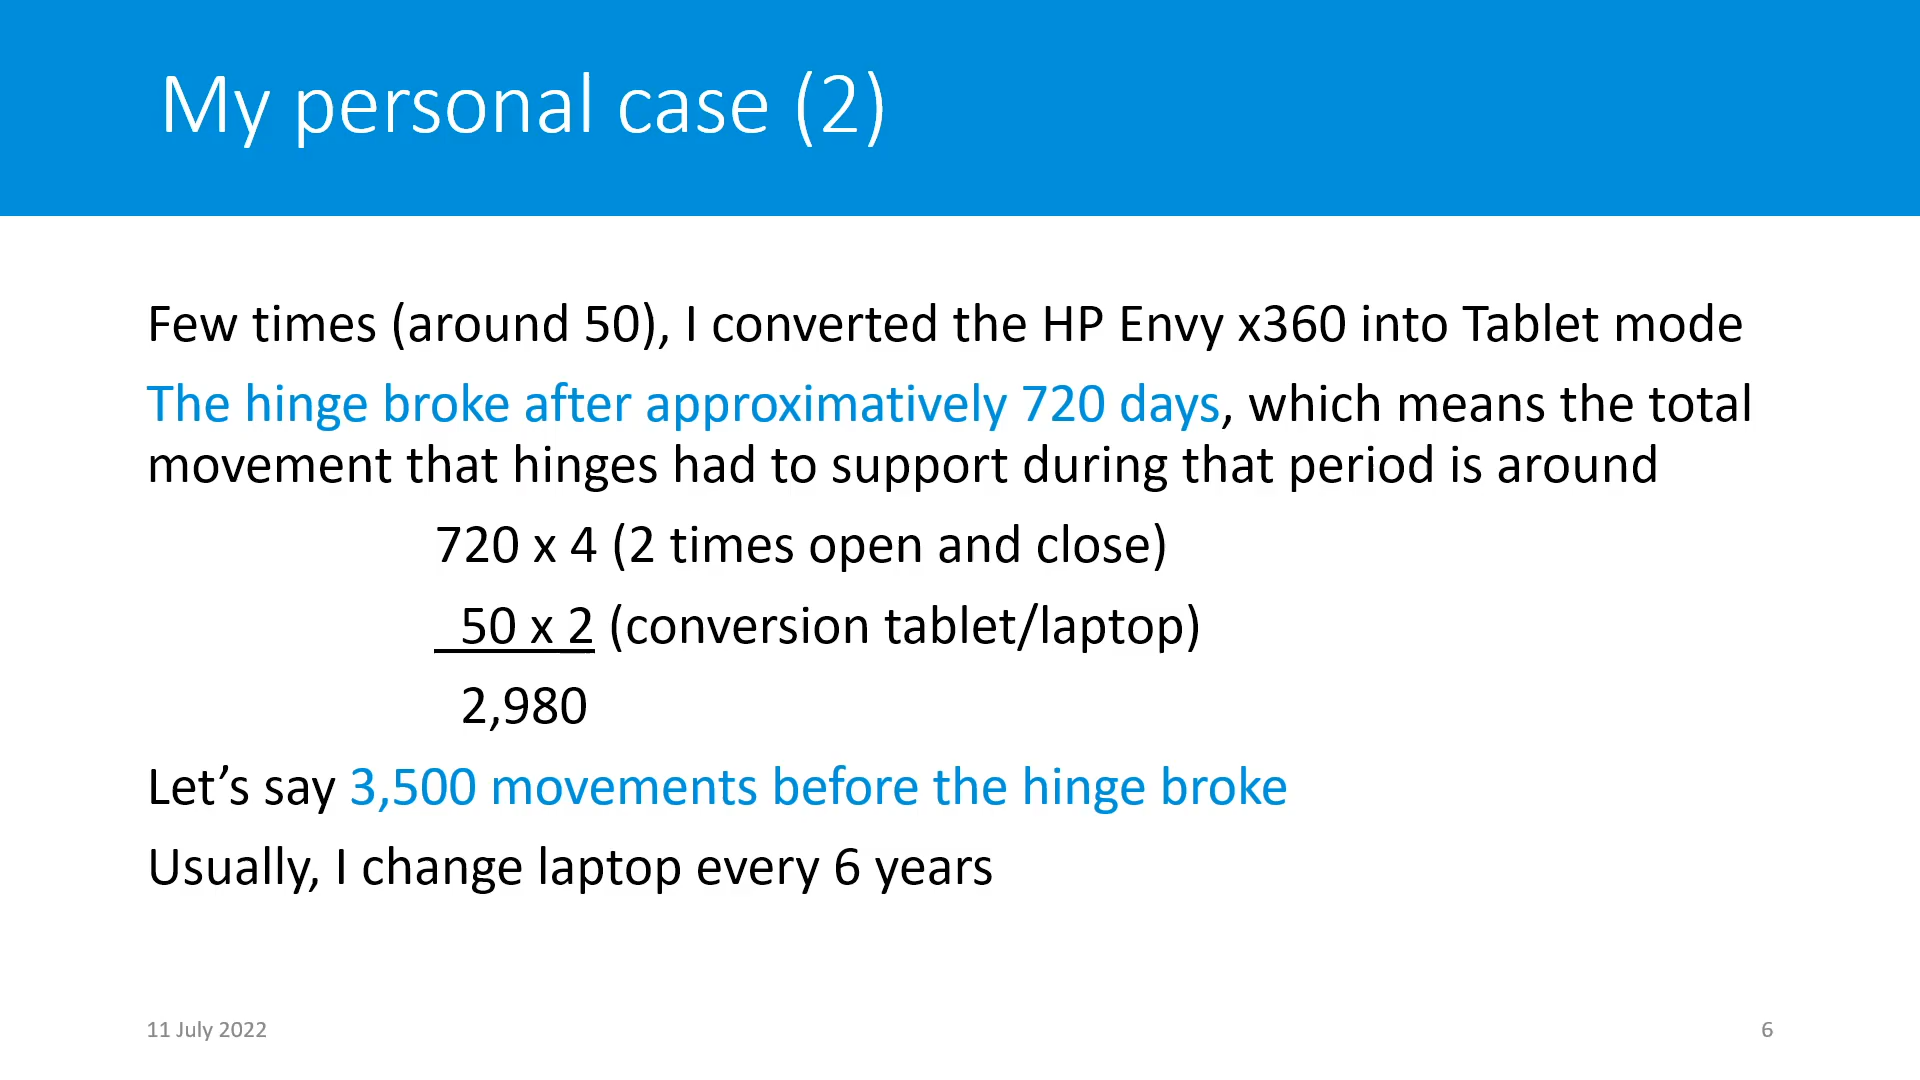 My personal case (2)
Few times (around 50), I converted the HP Envy x360 into Tablet mode
The hinge broke after approximatively 720 days, which means the total
movement that hinges had to support during that period is around
720 x 4 (2 times open and close)
50 x 2 (conversion tablet/laptop)
2,980
Let’s say 3,500 movements before the hinge broke
Usually, I change laptop every 6 years
11 July 2022
6